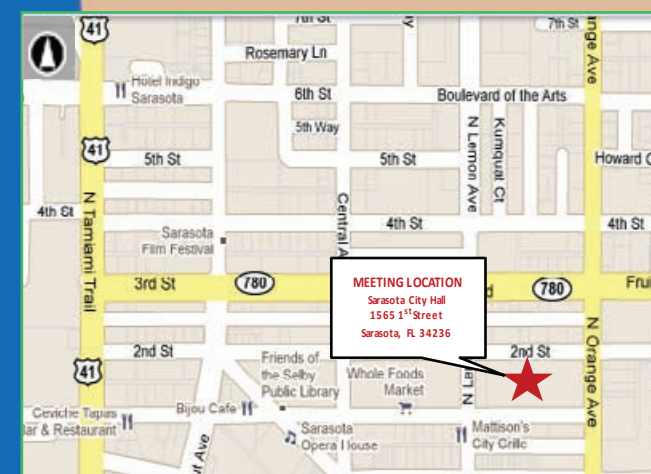 41
7th St
7th St
Rosemary Ln
Hotel Indigo
Sarasota
6th St
Boulevard of the Arts
5th Way
41
5th St
5th St
N Lemon Ave
Kumquat Ct
Howard
4th St
N Tamiami Trail
Central
4th St
4th St
Sarasota
Film Festival
3rd St
780
MEETING LOCATION
Sarasota City Hall
1565 1st Street
Sarasota, FL 34236
780
2nd St
2nd St
N Orange Ave
41
Friends of
the Selby
Public Library
Whole Foods
Market
Ceviche Tapas
Bar & Restaurant
Bijou Cafe
Sarasota
Opera House
Mattison's
City Grille